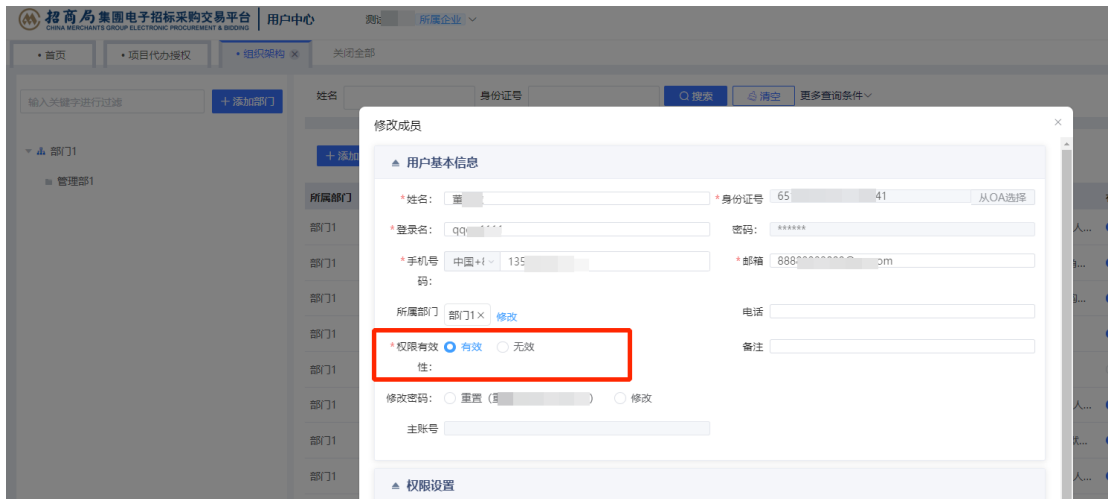 招商局集團电子招标采购交易平台 用户中心 所属企业
CHINA MERCHANTS GROUP ELECTRONIC PROCUREMENT & BIDDING
•首页 •项目代办授权 •组织架构 关闭全部
输入关键字进行过滤 +添加部门 姓名 身份证号 搜索 清空 更多查询条件
修改成员
部门1 +添加 用户基本信息
管理部1
所属部门 *姓名: 董 *身份证号 65 41 从OA选择
部门1 *登录名: qq 密码: ****** 人...
部门1 *手机号码: 中国+ 135 *邮箱 888 om
部门1 所属部门 部门1× 修改 电话
部门1 *权限有效性: 有效 无效 备注
部门1
部门1 修改密码: 重置 ( ) 修改 人...
部门1 主账号
部门1 权限设置 人...